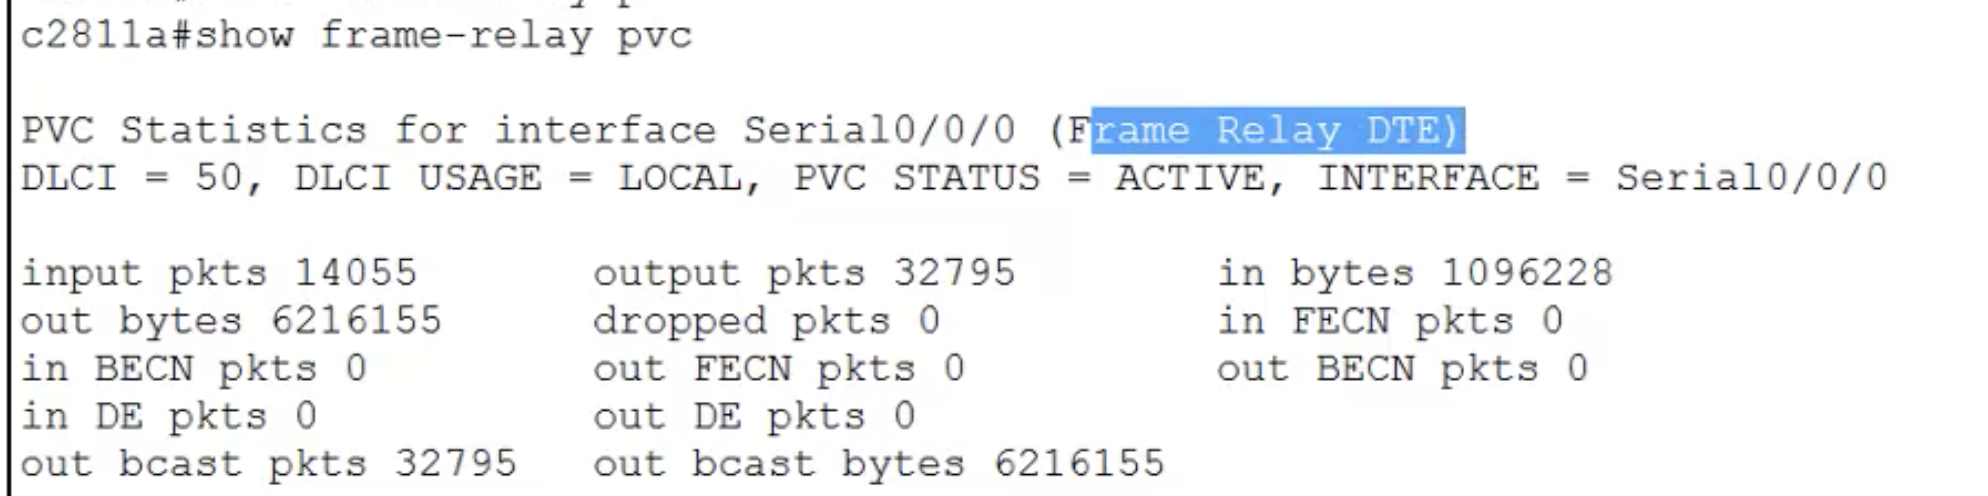 c2811a#show frame-relay pvc
PVC Statistics for interface Serial0/0/0 (Frame Relay DTE)
DLCI = 50, DLCI USAGE = LOCAL, PVC STATUS = ACTIVE, INTERFACE = Serial0/0/0
input pkts 14055 output pkts 32795 in bytes 1096228
out bytes 6216155 dropped pkts 0 in FECN pkts 0
in BECN pkts 0 out FECN pkts 0 out BECN pkts 0
in DE pkts 0 out DE pkts 0
out bcast pkts 32795 out bcast bytes 6216155